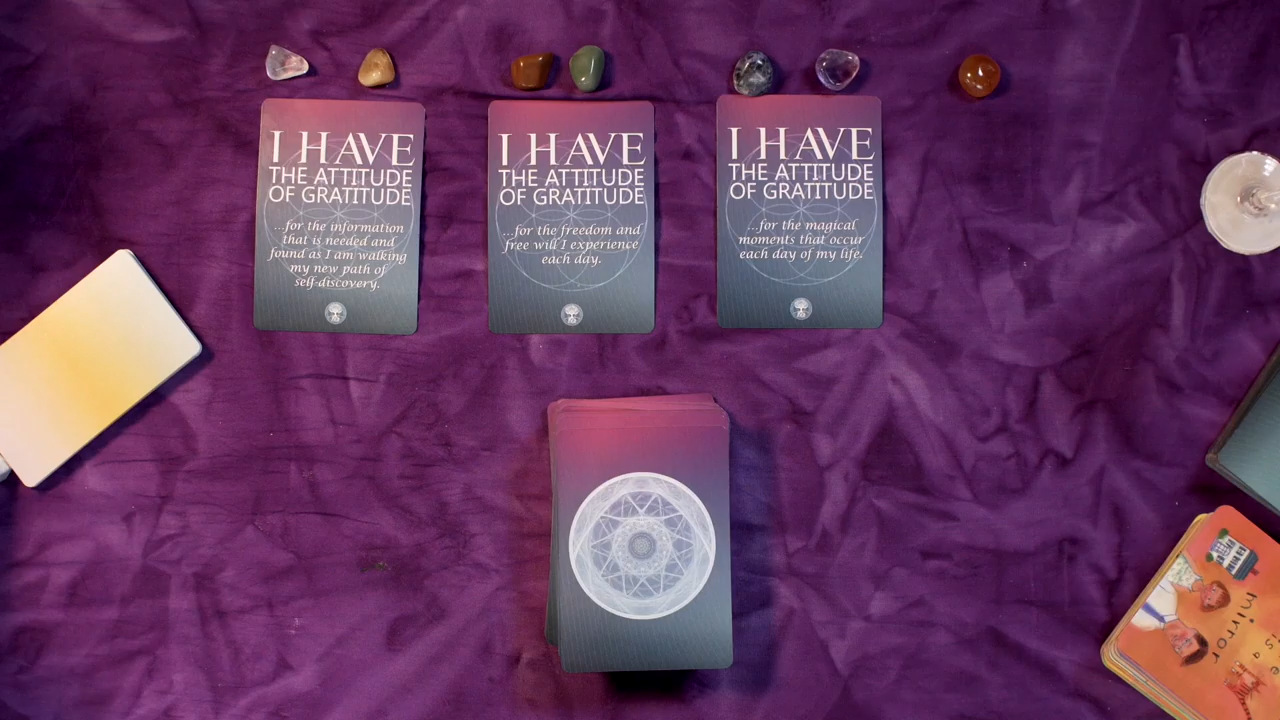 I HAVE
THE ATTITUDE
OF GRATITUDE
...for the information
that is needed and
found as I am walking
my new path of
self-discovery.
I HAVE
THE ATTITUDE
OF GRATITUDE
...for the freedom and
free will I experience
each day.
I HAVE
THE ATTITUDE
OF GRATITUDE
...for the magical
moments that occur
each day of my life.
mirror
is a